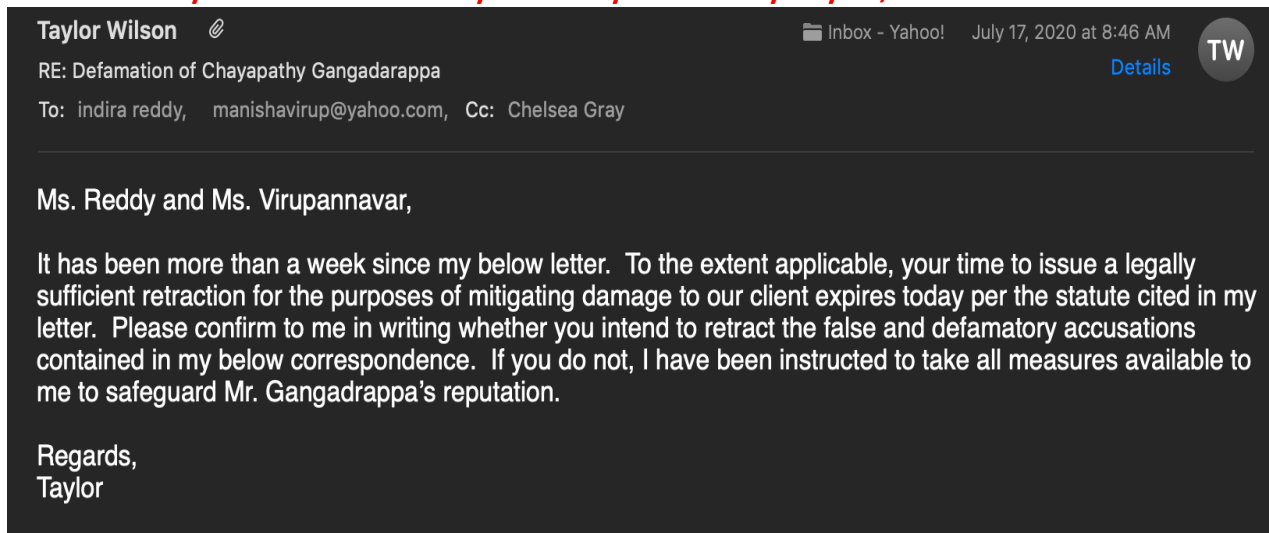 Taylor Wilson
Inbox - Yahoo! July 17, 2020 at 8:46 AM
TW
RE: Defamation of Chayapathy Gangadarappa
Details
To: indira reddy, manishavirup@yahoo.com, Cc: Chelsea Gray
Ms. Reddy and Ms. Virupannavar,
It has been more than a week since my below letter. To the extent applicable, your time to issue a legally
sufficient retraction for the purposes of mitigating damage to our client expires today per the statute cited in my
letter. Please confirm to me in writing whether you intend to retract the false and defamatory accusations
contained in my below correspondence. If you do not, I have been instructed to take all measures available to
me to safeguard Mr. Gangadrappa’s reputation.
Regards,
Taylor